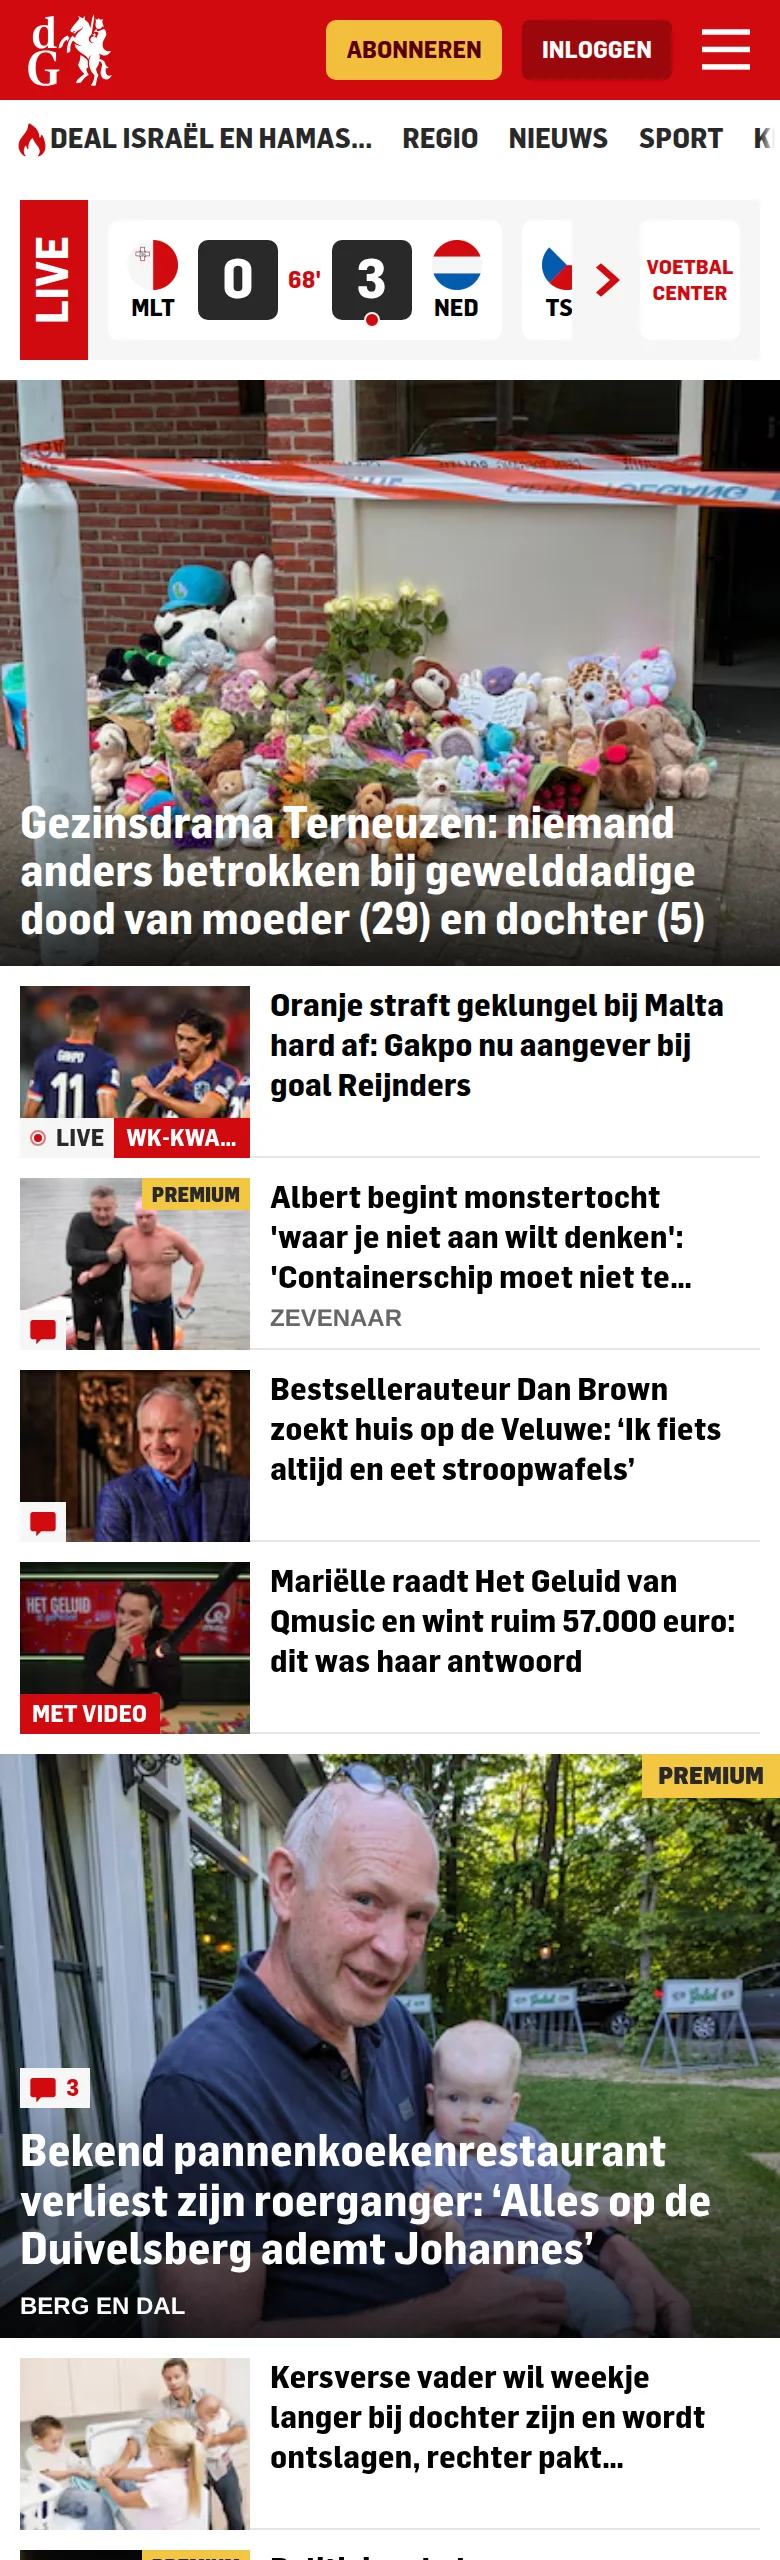 dG
ABONNEREN
INLOGGEN
DEAL ISRAËL EN HAMAS...
REGIO
NIEUWS
SPORT
LIVE
MLT
0
68'
3
NED
VOETBAL
CENTER
GEEN TOEGANG
Gezinsdrama Terneuzen: niemand
anders betrokken bij gewelddadige
dood van moeder (29) en dochter (5)
GAKPO
11
LIVE
WK-KWA...
Oranje straft geklungel bij Malta
hard af: Gakpo nu aangever bij
goal Reijnders
PREMIUM
Albert begint monstertocht
'waar je niet aan wilt denken':
'Containerschip moet niet te...
ZEVENAAR
Bestsellerauteur Dan Brown
zoekt huis op de Veluwe: ‘Ik fiets
altijd en eet stroopwafels’
HET GELUID
MET VIDEO
Mariëlle raadt Het Geluid van
Qmusic en wint ruim 57.000 euro:
dit was haar antwoord
PREMIUM
3
Bekend pannenkoekenrestaurant
verliest zijn roerganger: ‘Alles op de
Duivelsberg ademt Johannes’
BERG EN DAL
Kersverse vader wil weekje
langer bij dochter zijn en wordt
ontslagen, rechter pakt...